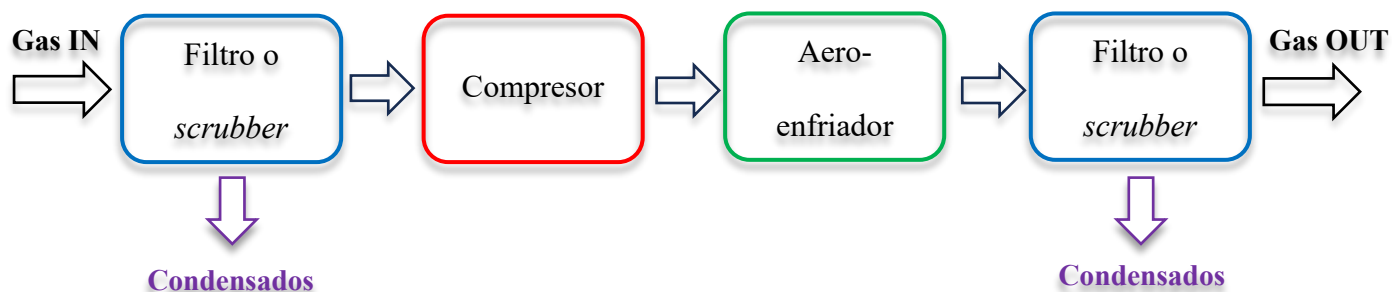 Gas IN
Filtro o
scrubber
Compresor
Aero-
enfriador
Filtro o
scrubber
Gas OUT
Condensados
Condensados